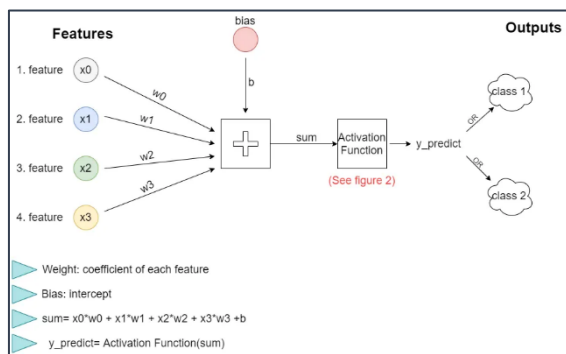 Features
bias
Outputs
1. feature x0
2. feature x1
3. feature x2
4. feature x3
w0
w1
w2
w3
b
sum
Activation
Function
(See figure 2)
y_predict
OR
class 1
OR
class 2
Weight: coefficient of each feature
Bias: intercept
sum= x0*w0 + x1*w1 + x2*w2 + x3*w3 +b
y_predict= Activation Function(sum)